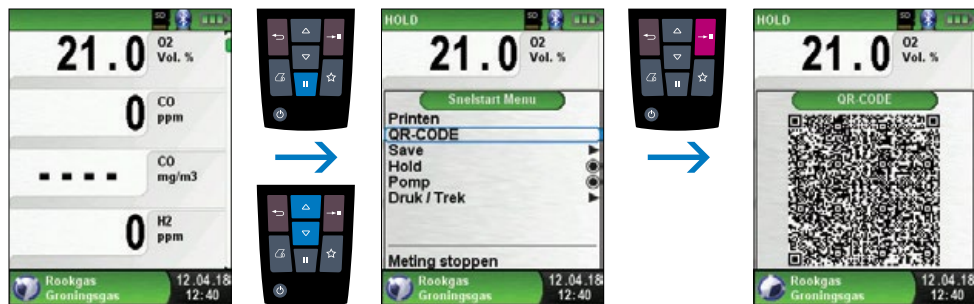 SD
21.0 O2 Vol. %
0 CO ppm
---- CO mg/m3
0 H2 ppm
Rookgas 12.04.18
Groningsgas 12:40
HOLD SD
21.0 O2 Vol. %
Snelstart Menu
Printen
QR-CODE
Save
Hold
Pomp
Druk / Trek
Meting stoppen
Rookgas 12.04.18
Groningsgas 12:40
HOLD SD
21.0 O2 Vol. %
QR-CODE
Rookgas 12.04.18
Groningsgas 12:40